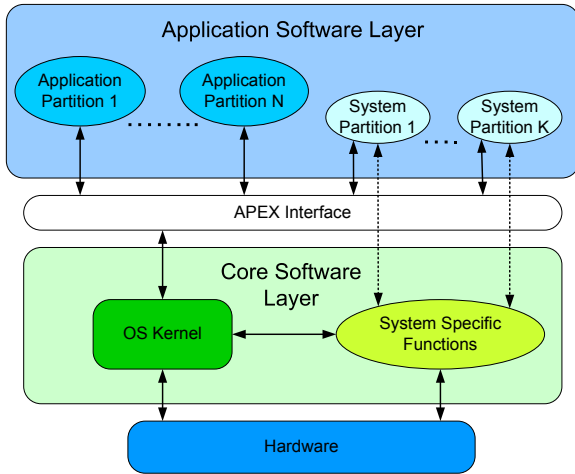 Application Software Layer
Application
Partition 1
Application
Partition N
System
Partition 1
System
Partition K
APEX Interface
Core Software
Layer
OS Kernel
System Specific
Functions
Hardware